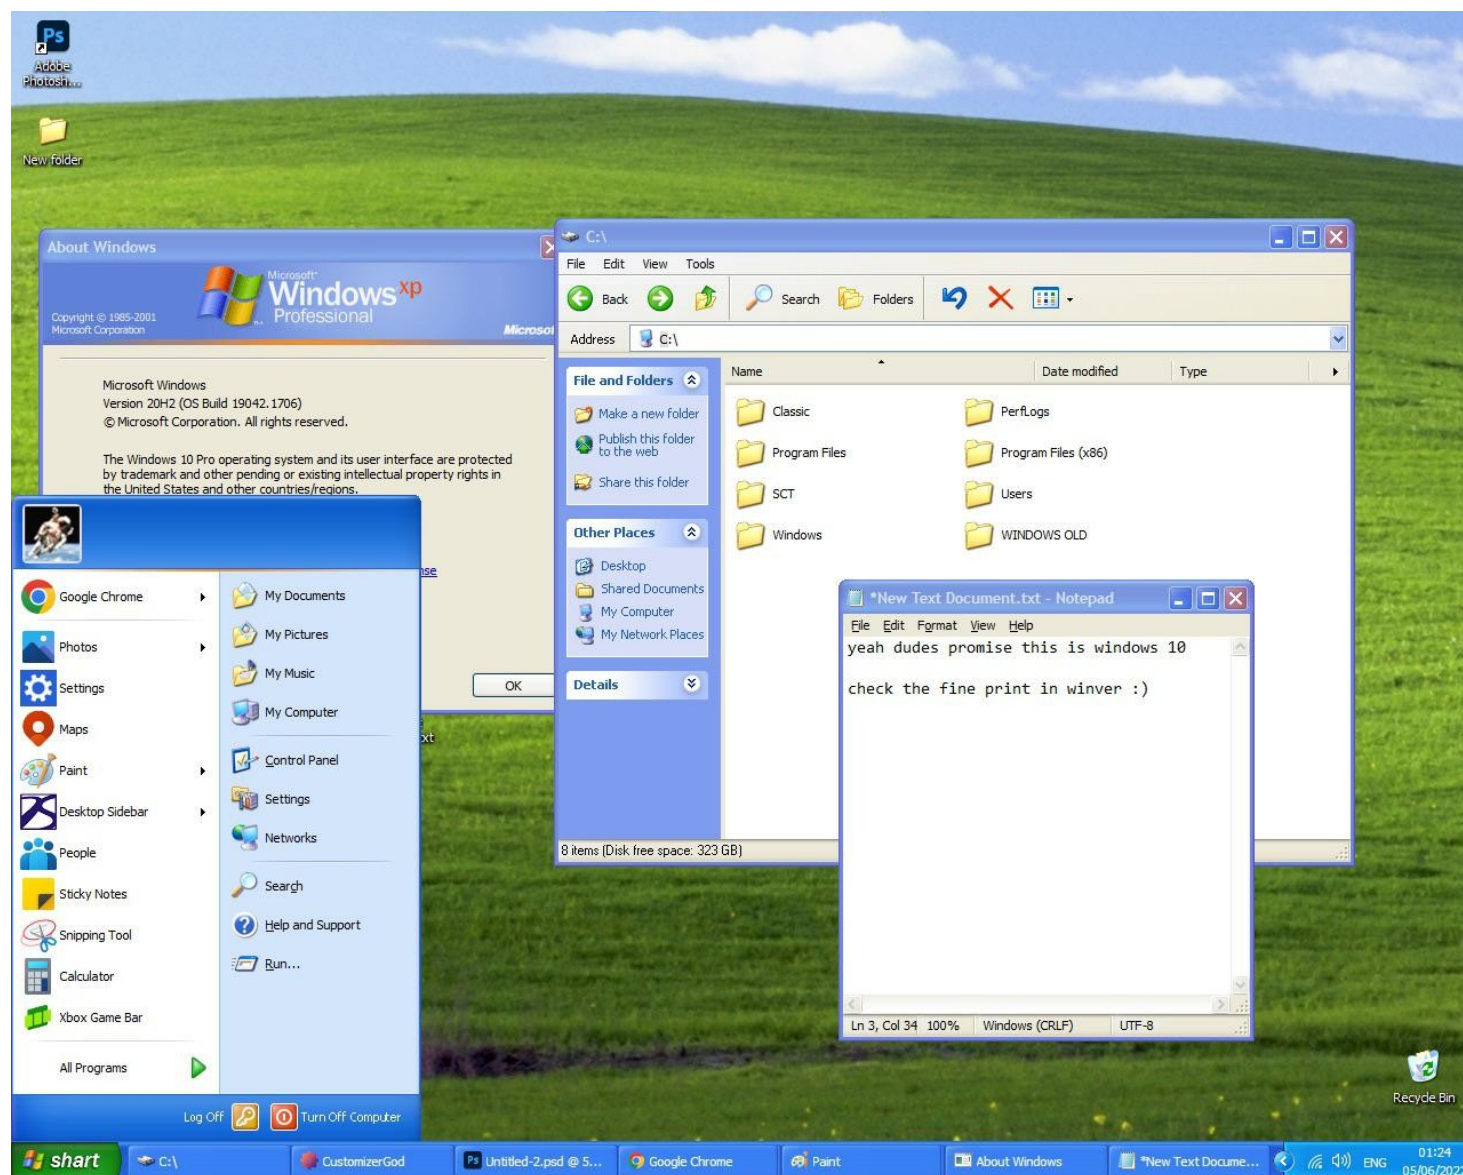 Ps
Adobe
Photosh...
New folder
About Windows
Microsoft
Windows xp
Professional
Copyright © 1985-2001
Microsoft Corporation
Microsof
Microsoft Windows
Version 20H2 (OS Build 19042.1706)
© Microsoft Corporation. All rights reserved.
The Windows 10 Pro operating system and its user interface are protected
by trademark and other pending or existing intellectual property rights in
the United States and other countries/regions.
nse
OK
xt
C:\
File Edit View Tools
Back Search Folders
Address C:\
File and Folders
Make a new folder
Publish this folder
to the web
Share this folder
Other Places
Desktop
Shared Documents
My Computer
My Network Places
Details
Name Date modified Type
Classic PerfLogs
Program Files Program Files (x86)
SCT Users
Windows WINDOWS OLD
8 items (Disk free space: 323 GB)
*New Text Document.txt - Notepad
File Edit Format View Help
yeah dudes promise this is windows 10
check the fine print in winver :)
Ln 3, Col 34 100% Windows (CRLF) UTF-8
Google Chrome
Photos
Settings
Maps
Paint
Desktop Sidebar
People
Sticky Notes
Snipping Tool
Calculator
Xbox Game Bar
All Programs
My Documents
My Pictures
My Music
My Computer
Control Panel
Settings
Networks
Search
Help and Support
Run...
Log Off Turn Off Computer
Recycle Bin
shart C:\ CustomizerGod Ps Untitled-2.psd @ 5... Google Chrome Paint About Windows *New Text Docume... ENG 01:24
05/06/202